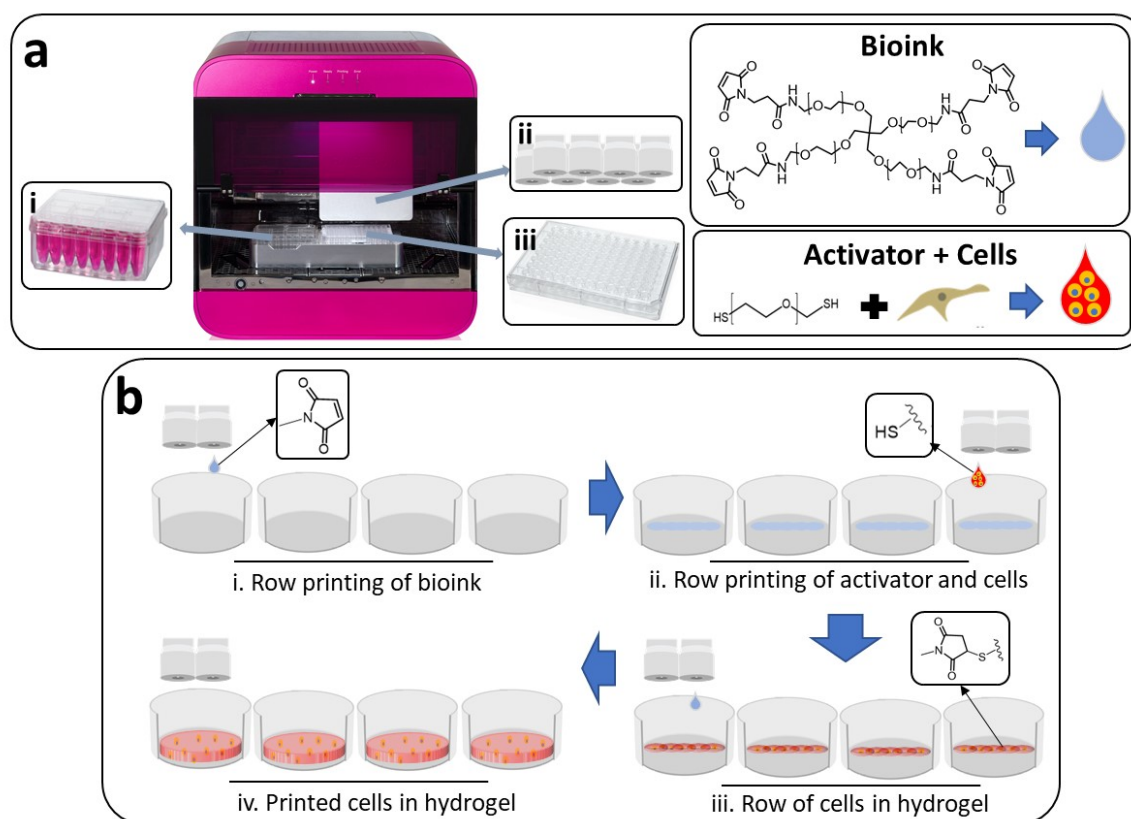 a
i
ii
iii
Bioink
O
N
O
O
N
H
O
O
O
O
N
H
O
O
N
O
O
N
O
O
N
H
O
O
O
O
N
H
O
O
N
O
Activator + Cells
HS
O
SH
b
O
N
O
HS
i. Row printing of bioink
ii. Row printing of activator and cells
O
N
S
O
iv. Printed cells in hydrogel
iii. Row of cells in hydrogel